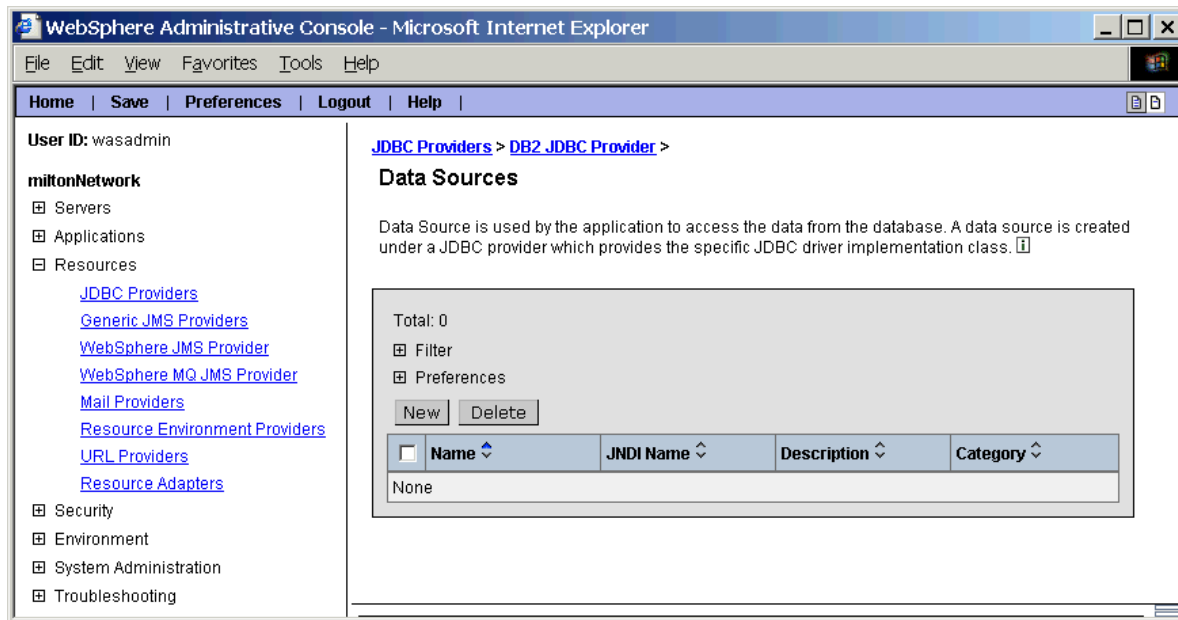 WebSphere Administrative Console - Microsoft Internet Explorer
File Edit View Favorites Tools Help
Home | Save | Preferences | Logout | Help |
User ID: wasadmin
miltonNetwork
Servers
Applications
Resources
JDBC Providers
Generic JMS Providers
WebSphere JMS Provider
WebSphere MQ JMS Provider
Mail Providers
Resource Environment Providers
URL Providers
Resource Adapters
Security
Environment
System Administration
Troubleshooting
JDBC Providers > DB2 JDBC Provider >
Data Sources
Data Source is used by the application to access the data from the database. A data source is created
under a JDBC provider which provides the specific JDBC driver implementation class. i
Total: 0
Filter
Preferences
New Delete
Name JNDI Name Description Category
None